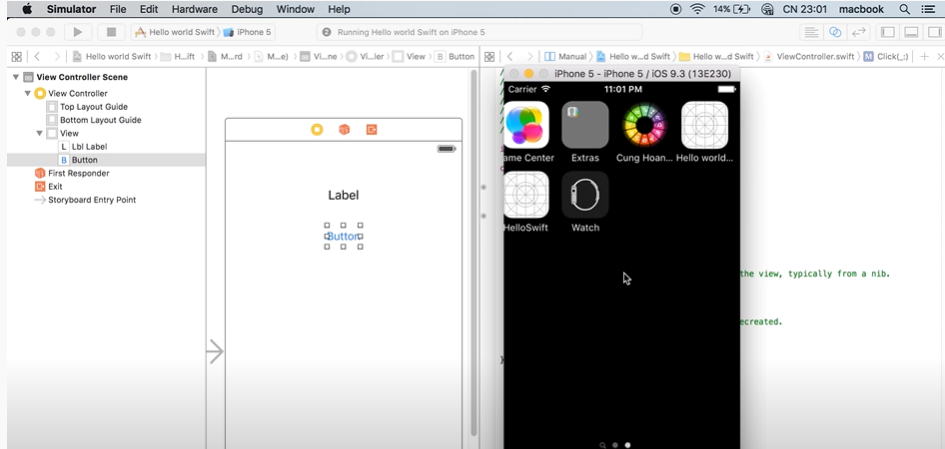 Simulator File Edit Hardware Debug Window Help 14% CN 23:01 macbook
Hello world Swift iPhone 5 Running Hello world Swift on iPhone 5
Hello world Swift H...ift M...rd M...e) Vi...ne Vi...ler View B Button Manual Hello w...d Swift Hello w...d Swift ViewController.swift M Click(_:)
View Controller Scene
View Controller
Top Layout Guide
Bottom Layout Guide
View
L Lbl Label
B Button
First Responder
Exit
Storyboard Entry Point
Label
Button
iPhone 5 - iPhone 5 / iOS 9.3 (13E230)
Carrier 11:01 PM
ame Center Extras Cung Hoan... Hello world...
HelloSwift Watch
the view, typically from a nib.
ecreated.
}